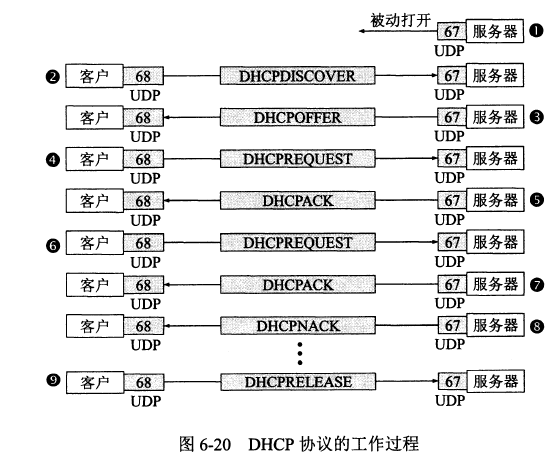 被动打开 67 服务器 ❶
UDP
❷ 客户 68 DHCPDISCOVER 67 服务器
UDP UDP
客户 68 DHCPOFFER 67 服务器 ❸
UDP UDP
❹ 客户 68 DHCPREQUEST 67 服务器
UDP UDP
客户 68 DHCPACK 67 服务器 ❺
UDP UDP
❻ 客户 68 DHCPREQUEST 67 服务器
UDP UDP
客户 68 DHCPACK 67 服务器 ❼
UDP UDP
客户 68 DHCPNACK 67 服务器 ❽
UDP UDP
❾ 客户 68 DHCPRELEASE 67 服务器
UDP UDP
图 6-20 DHCP 协议的工作过程